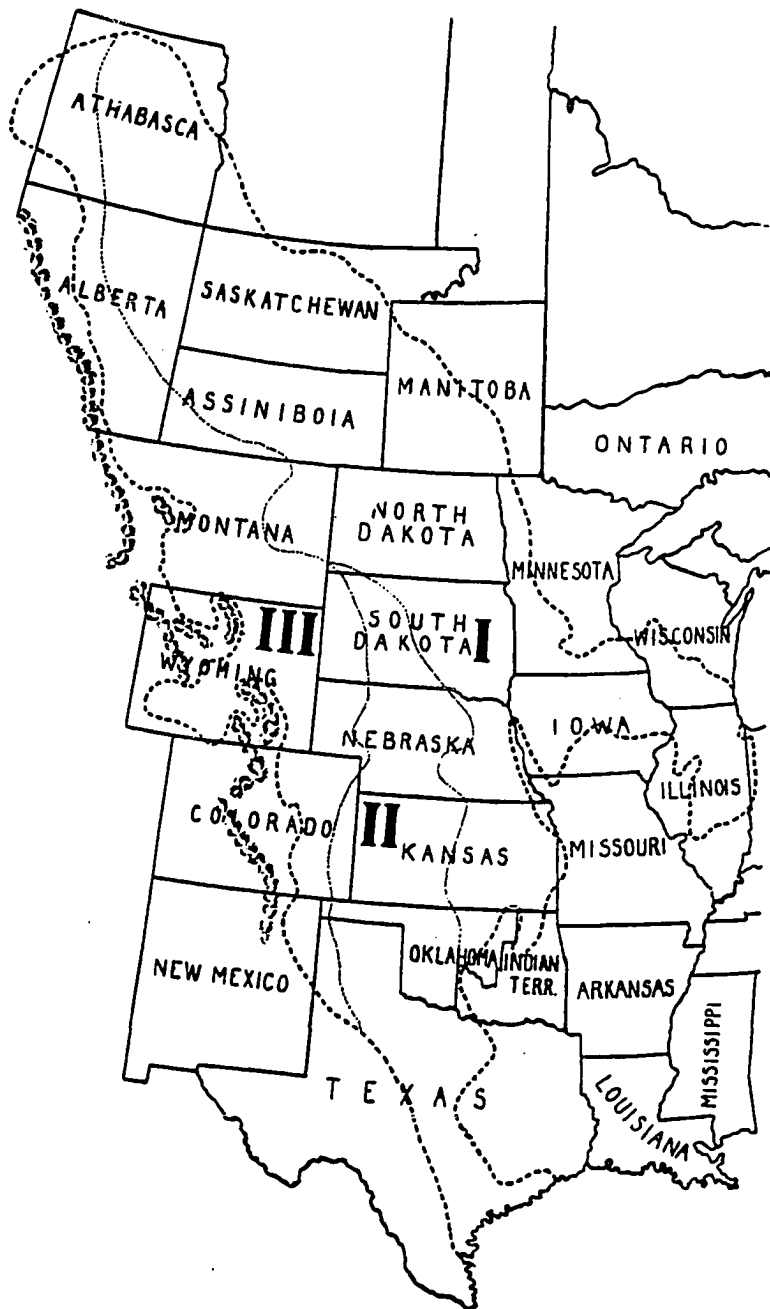 ATHABASCA
ALBERTA
SASKATCHEWAN
ASSINIBOIA
MANITOBA
ONTARIO
MONTANA
NORTH
DAKOTA
MINNESOTA
SOUTH
DAKOTA
I
III
WYOMING
WISCONSIN
NEBRASKA
IOWA
ILLINOIS
COLORADO
II
KANSAS
MISSOURI
NEW MEXICO
OKLAHOMA
INDIAN
TERR.
ARKANSAS
MISSISSIPPI
TEXAS
LOUISIANA